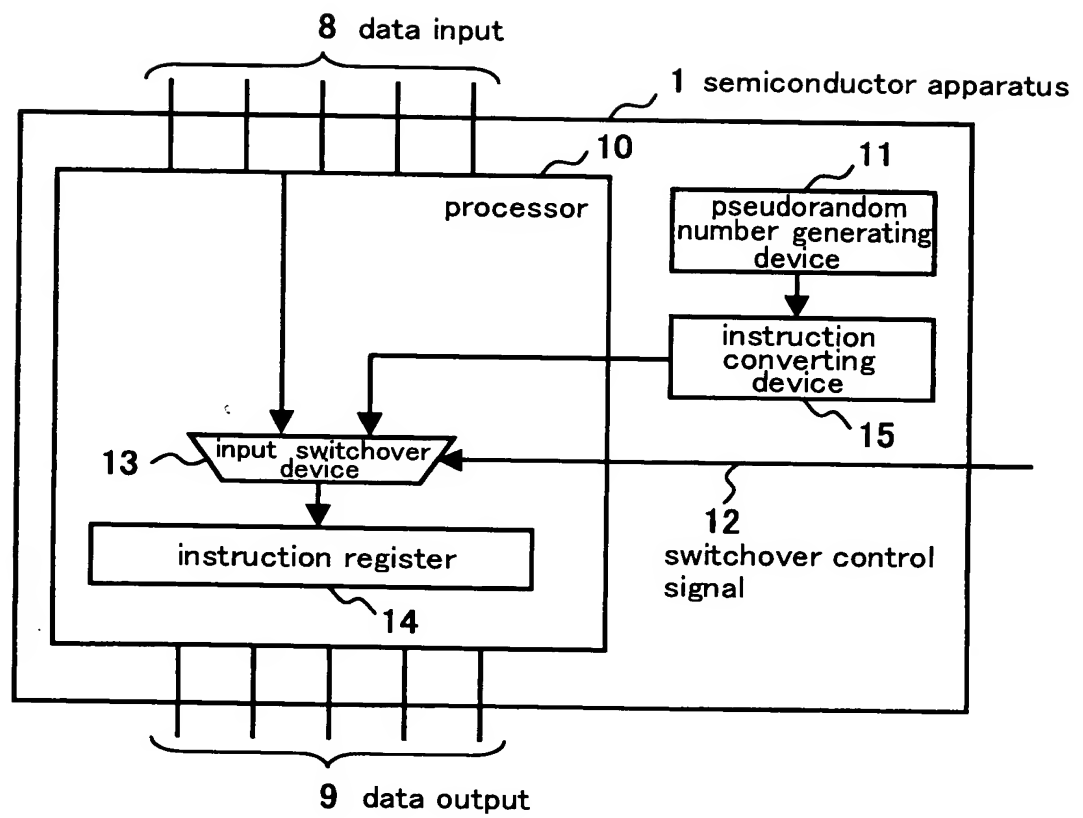 8 data input
1 semiconductor apparatus
10
11
processor
pseudorandom
number generating
device
instruction
converting
device
15
13
input switchover
device
12
switchover control
signal
instruction register
14
9 data output